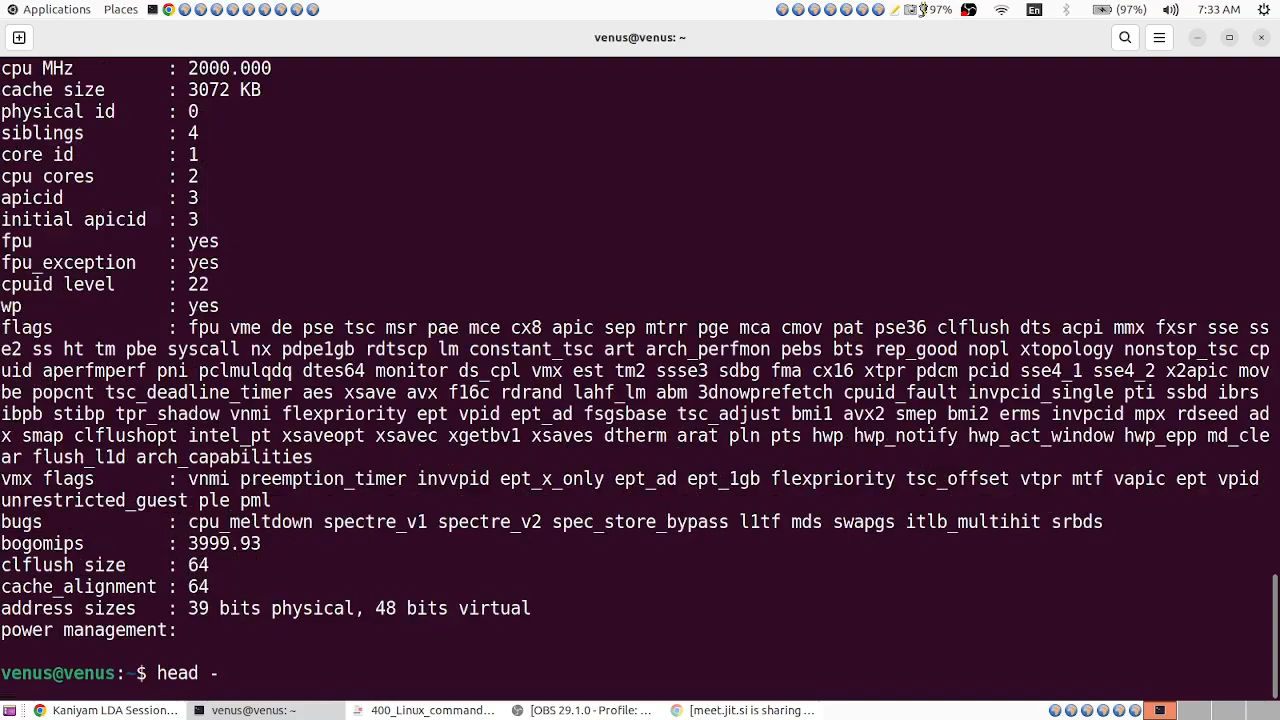 Applications Places 97% En (97%) 7:33 AM
venus@venus: ~
cpu MHz : 2000.000
cache size : 3072 KB
physical id : 0
siblings : 4
core id : 1
cpu cores : 2
apicid : 3
initial apicid : 3
fpu : yes
fpu_exception : yes
cpuid level : 22
wp : yes
flags : fpu vme de pse tsc msr pae mce cx8 apic sep mtrr pge mca cmov pat pse36 clflush dts acpi mmx fxsr sse ss
e2 ss ht tm pbe syscall nx pdpe1gb rdtscp lm constant_tsc art arch_perfmon pebs bts rep_good nopl xtopology nonstop_tsc cp
uid aperfmperf pni pclmulqdq dtes64 monitor ds_cpl vmx est tm2 ssse3 sdbg fma cx16 xtpr pdcm pcid sse4_1 sse4_2 x2apic mov
be popcnt tsc_deadline_timer aes xsave avx f16c rdrand lahf_lm abm 3dnowprefetch cpuid_fault invpcid_single pti ssbd ibrs
ibpb stibp tpr_shadow vnmi flexpriority ept vpid ept_ad fsgsbase tsc_adjust bmi1 avx2 smep bmi2 erms invpcid mpx rdseed ad
x smap clflushopt intel_pt xsaveopt xsavec xgetbv1 xsaves dtherm arat pln pts hwp hwp_notify hwp_act_window hwp_epp md_cle
ar flush_l1d arch_capabilities
vmx flags : vnmi preemption_timer invvpid ept_x_only ept_ad ept_1gb flexpriority tsc_offset vtpr mtf vapic ept vpid
unrestricted_guest ple pml
bugs : cpu_meltdown spectre_v1 spectre_v2 spec_store_bypass l1tf mds swapgs itlb_multihit srbds
bogomips : 3999.93
clflush size : 64
cache_alignment : 64
address sizes : 39 bits physical, 48 bits virtual
power management:
venus@venus:~$ head -
Kaniyam LDA Session... venus@venus: ~ 400_Linux_command... [OBS 29.1.0 - Profile: ... [meet.jit.si is sharing ...